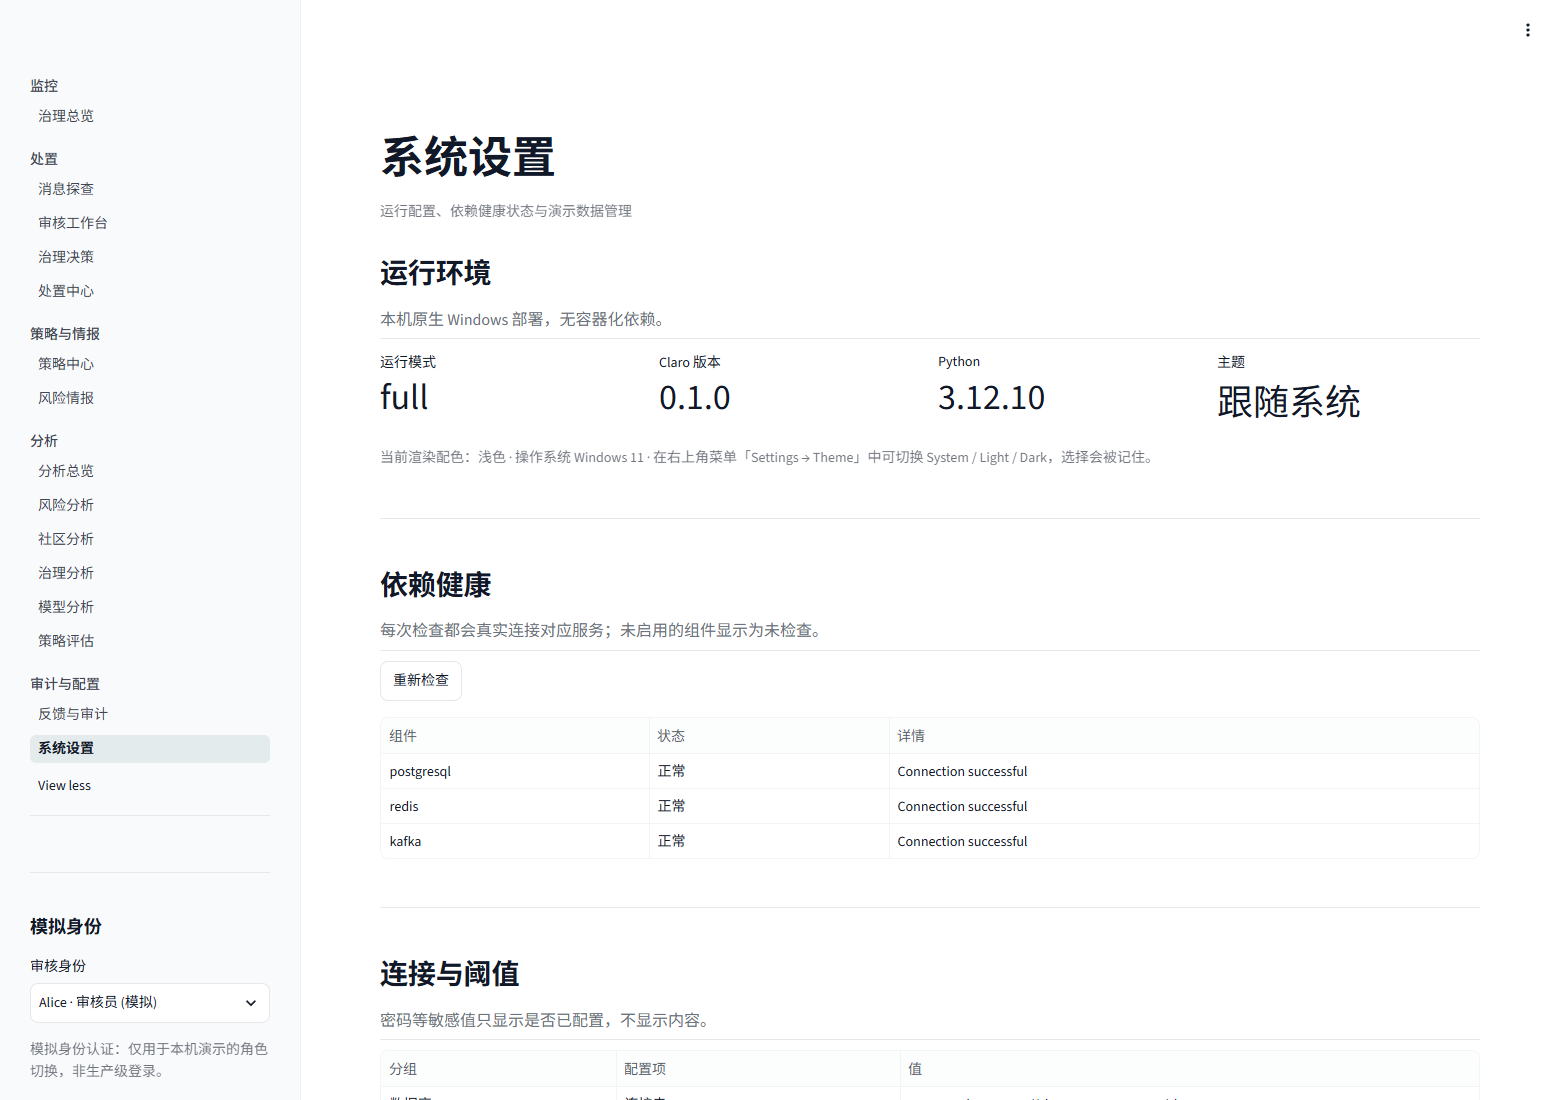 监控
治理总览
处置
消息探查
审核工作台
治理决策
处置中心
策略与情报
策略中心
风险情报
分析
分析总览
风险分析
社区分析
治理分析
模型分析
策略评估
审计与配置
反馈与审计
系统设置
View less
模拟身份
审核身份
Alice · 审核员 (模拟)
模拟身份认证：仅用于本机演示的角色
切换，非生产级登录。
系统设置
运行配置、依赖健康状态与演示数据管理
运行环境
本机原生 Windows 部署，无容器化依赖。
运行模式 Claro 版本 Python 主题
full 0.1.0 3.12.10 跟随系统
当前渲染配色：浅色 · 操作系统 Windows 11 · 在右上角菜单「Settings → Theme」中可切换 System / Light / Dark，选择会被记住。
依赖健康
每次检查都会真实连接对应服务；未启用的组件显示为未检查。
重新检查
组件 状态 详情
postgresql 正常 Connection successful
redis 正常 Connection successful
kafka 正常 Connection successful
连接与阈值
密码等敏感值只显示是否已配置，不显示内容。
分组 配置项 值